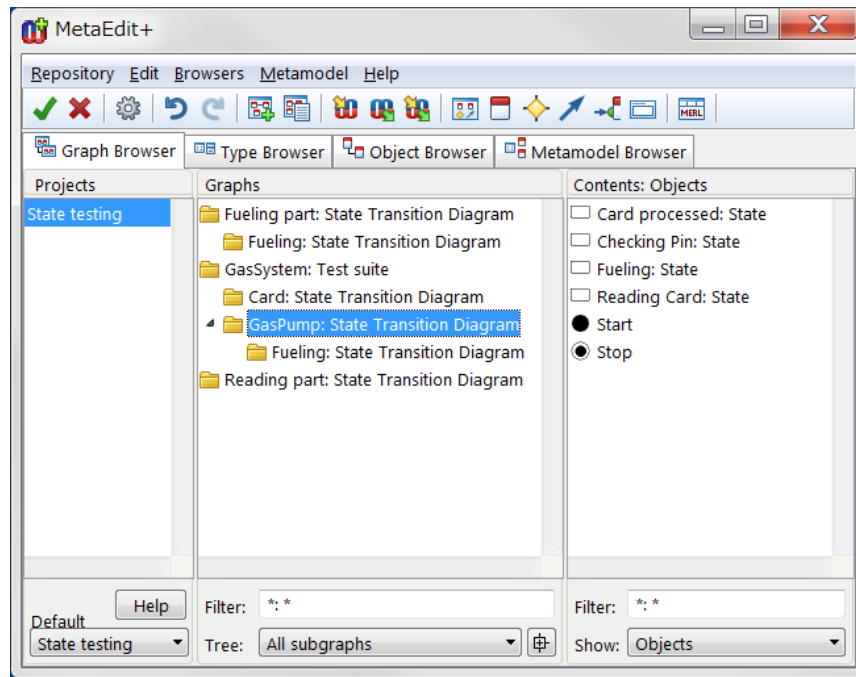 MetaEdit+
Repository Edit Browsers Metamodel Help
MERL
Graph Browser Type Browser Object Browser Metamodel Browser
Projects
State testing
Graphs
Fueling part: State Transition Diagram
Fueling: State Transition Diagram
GasSystem: Test suite
Card: State Transition Diagram
GasPump: State Transition Diagram
Fueling: State Transition Diagram
Reading part: State Transition Diagram
Contents: Objects
Card processed: State
Checking Pin: State
Fueling: State
Reading Card: State
Start
Stop
Default
Help
State testing
Filter: *: *
Tree: All subgraphs
Filter: *: *
Show: Objects